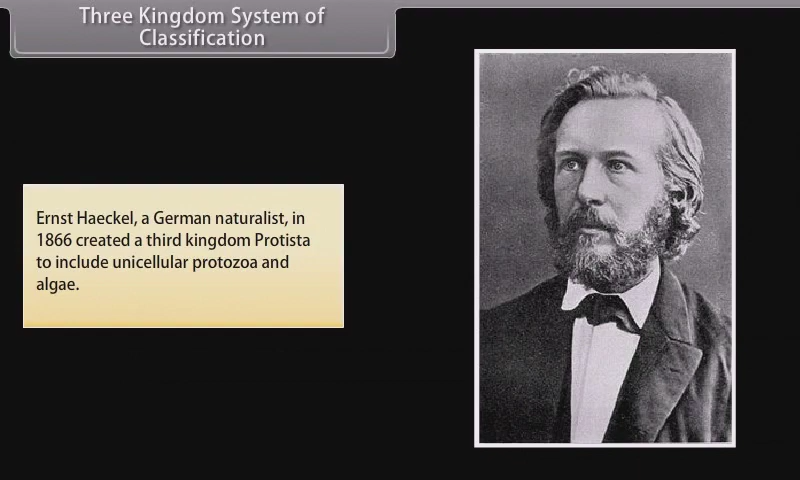 Three Kingdom System of
Classification
Ernst Haeckel, a German naturalist, in
1866 created a third kingdom Protista
to include unicellular protozoa and
algae.